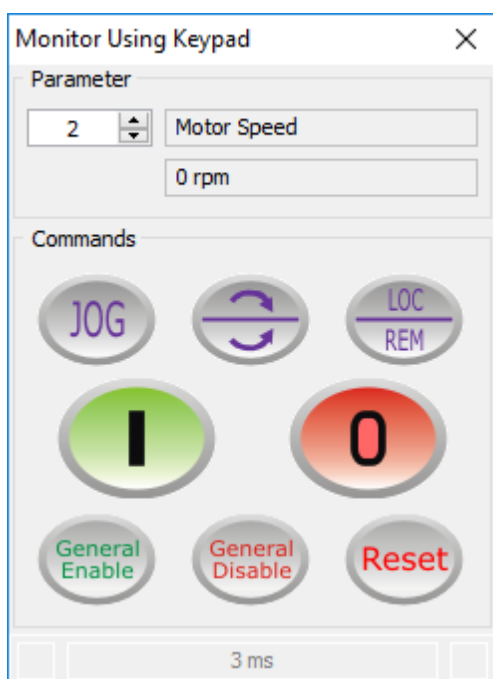 Monitor Using Keypad
Parameter
2 Motor Speed
0 rpm
Commands
JOG LOC
REM
I 0
General Enable General Disable Reset
3 ms